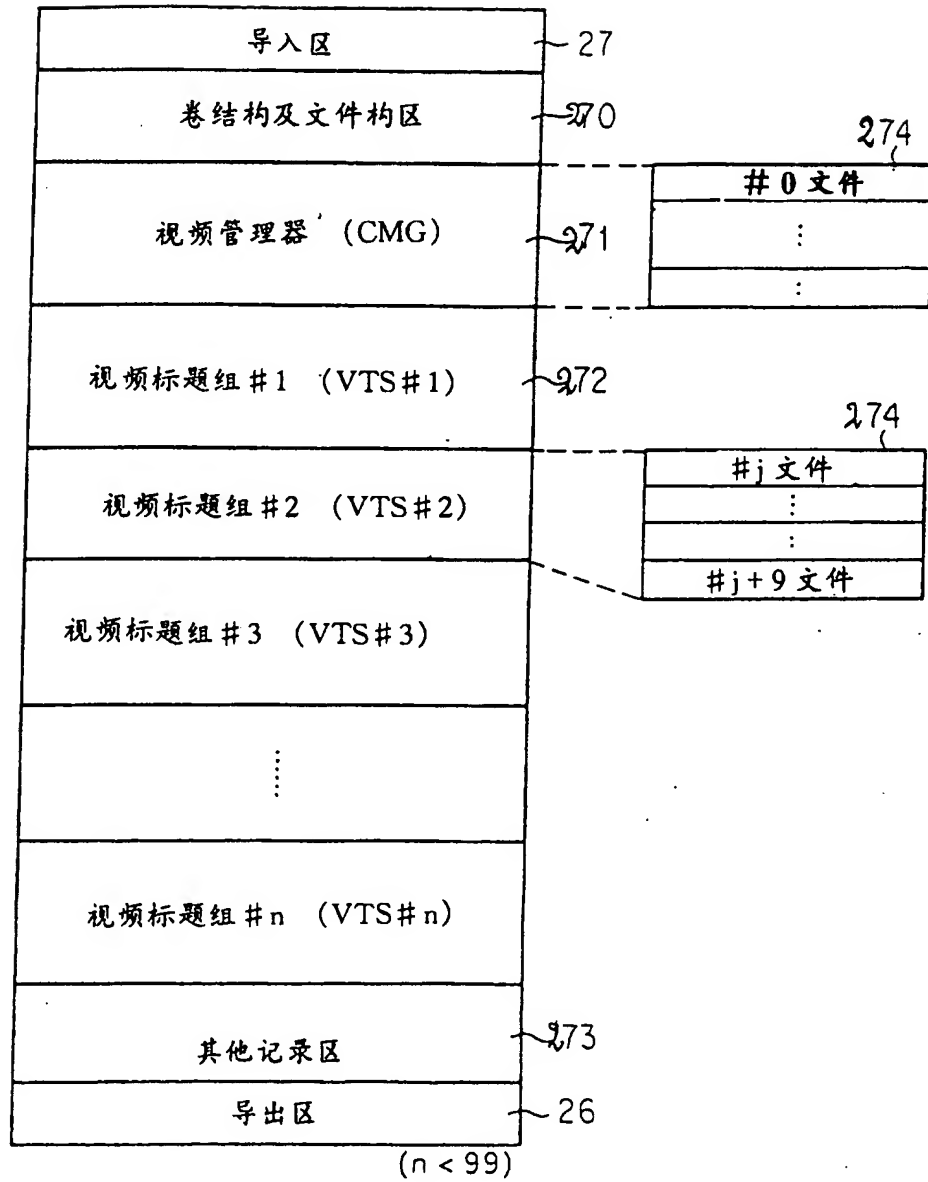 导入区
27
卷结构及文件构区
270
视频管理器 (CMG)
271
274
#0文件
⋮
⋮
视频标题组#1 (VTS#1)
272
274
视频标题组#2 (VTS#2)
#j文件
⋮
⋮
#j+9文件
视频标题组#3 (VTS#3)
⋮
视频标题组#n (VTS#n)
其他记录区
273
导出区
26
(n<99)